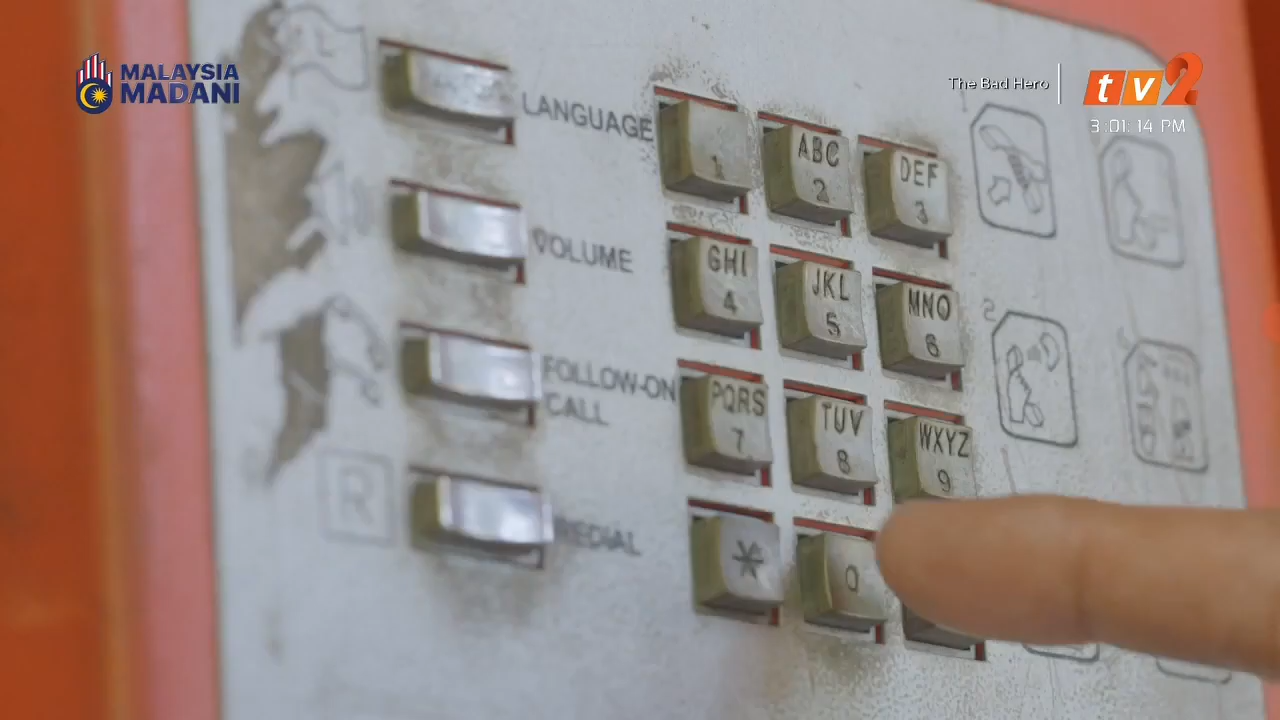 MALAYSIA
MADANI
The Bad Hero
tv2
3:01:14 PM
LANGUAGE
VOLUME
FOLLOW-ON
CALL
REDIAL
R
1
ABC
2
DEF
3
GHI
4
JKL
5
MNO
6
PQRS
7
TUV
8
WXYZ
9
*
0
2